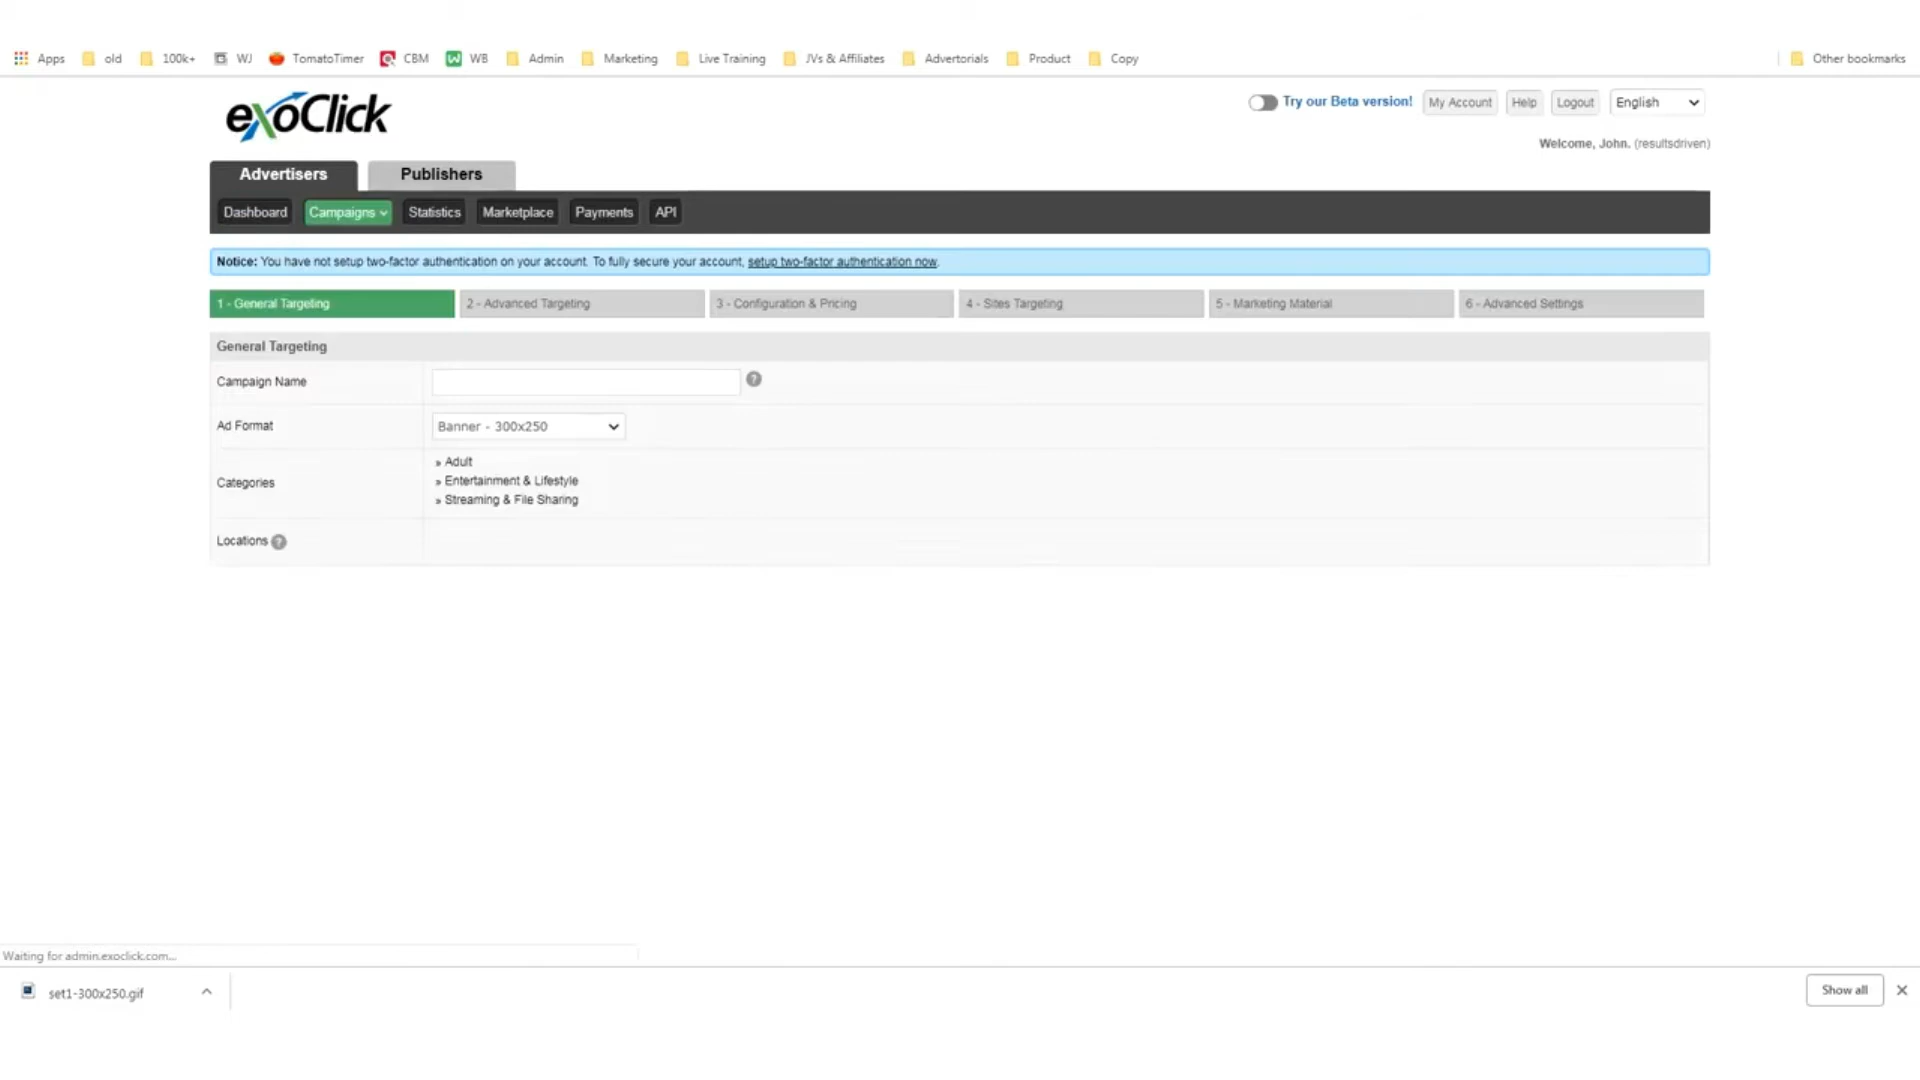 Apps old 100k+ WJ TomatoTimer CBM WB Admin Marketing Live Training JVs & Affiliates Advertorials Product Copy Other bookmarks
exoClick
Try our Beta version! My Account Help Logout English
Welcome, John. (resultsdriven)
Advertisers Publishers
Dashboard Campaigns Statistics Marketplace Payments API
Notice: You have not setup two-factor authentication on your account. To fully secure your account, setup two-factor authentication now.
1 - General Targeting 2 - Advanced Targeting 3 - Configuration & Pricing 4 - Sites Targeting 5 - Marketing Material 6 - Advanced Settings
General Targeting
Campaign Name ?
Ad Format Banner - 300x250
Categories
» Adult
» Entertainment & Lifestyle
» Streaming & File Sharing
Locations ?
Waiting for admin.exoclick.com...
set1-300x250.gif Show all